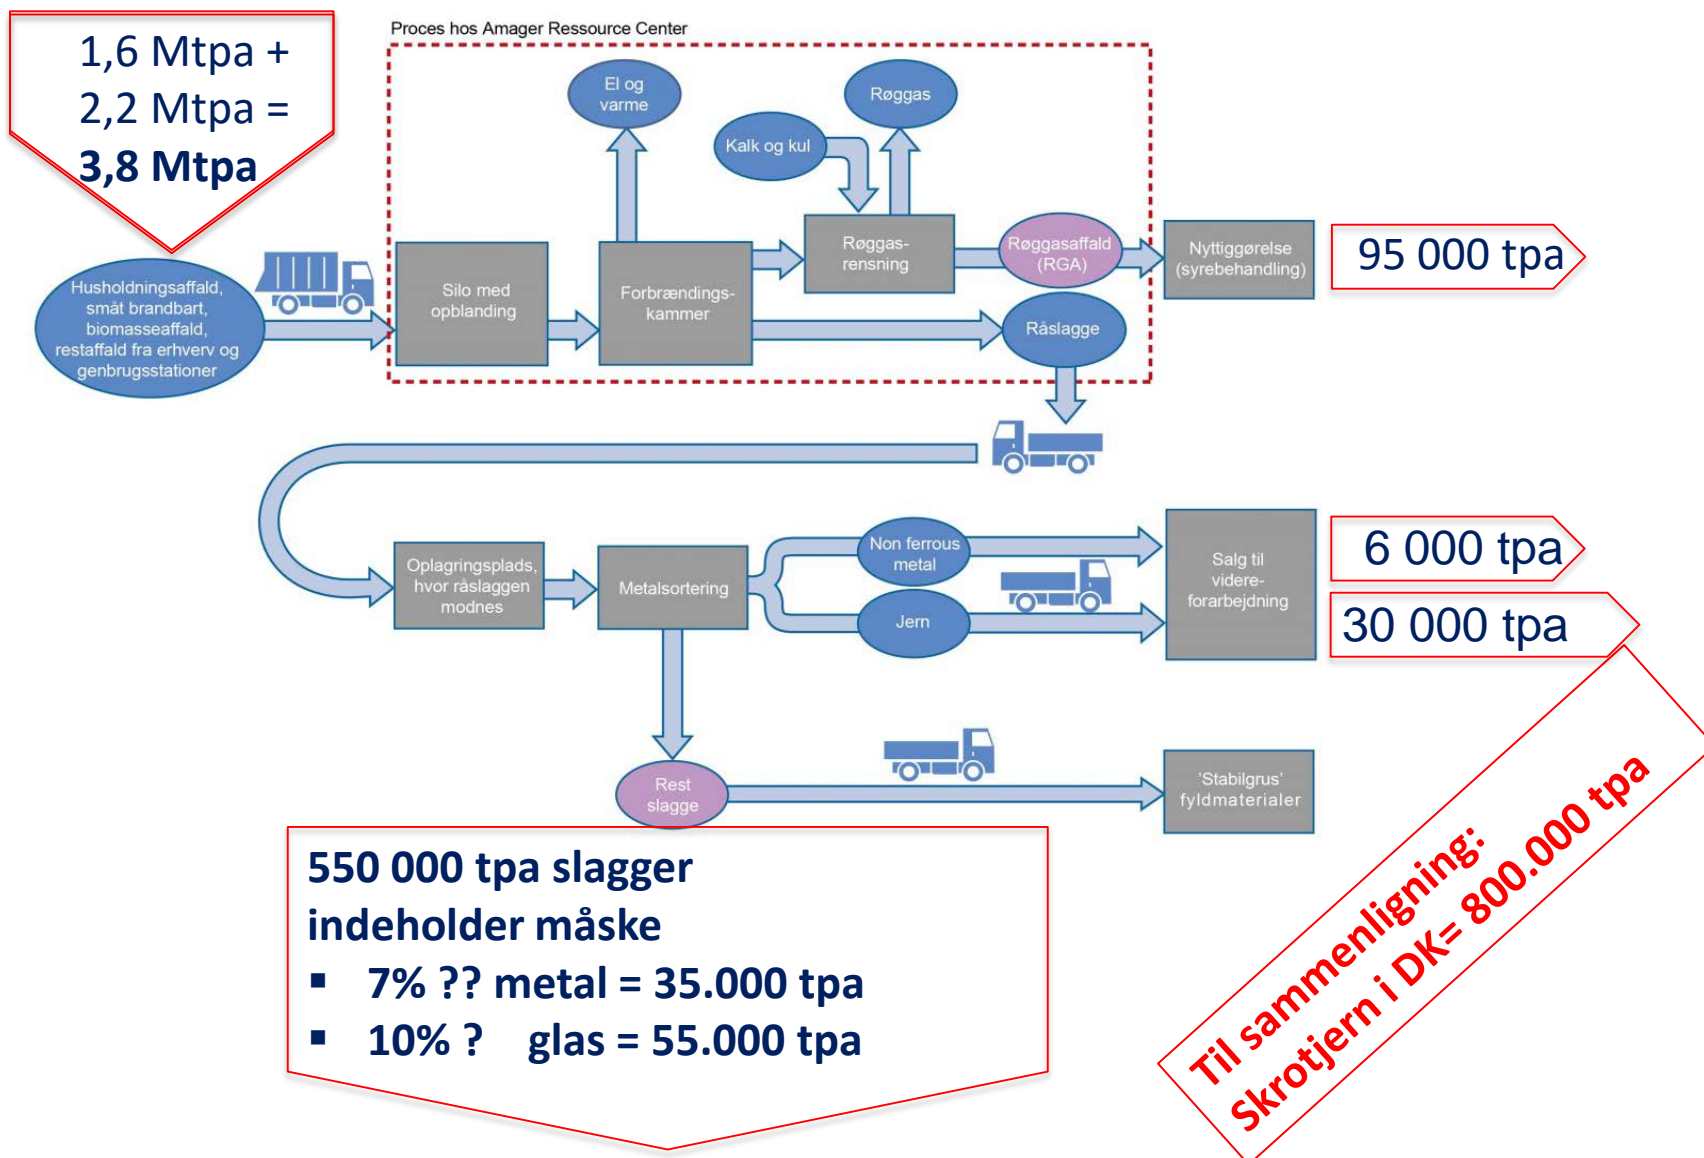 Proces hos Amager Ressource Center
1,6 Mtpa +
2,2 Mtpa =
3,8 Mtpa
El og
varme
Røggas
Kalk og kul
Husholdningsaffald,
småt brandbart,
biomasseaffald,
restaffald fra erhverv og
genbrugsstationer
Silo med
opblanding
Forbrændings-
kammer
Røggas-
rensning
Røggasaffald
(RGA)
Nyttiggørelse
(syrebehandling)
95 000 tpa
Råslagge
Oplagringsplads,
hvor råslaggen
modnes
Metalsortering
Non ferrous
metal
Jern
Salg til
videre-
forarbejdning
6 000 tpa
30 000 tpa
Rest
slagge
'Stabilgrus'
fyldmaterialer
550 000 tpa slagger
indeholder måske
▪ 7% ?? metal = 35.000 tpa
▪ 10% ? glas = 55.000 tpa
Til sammenligning:
Skrotjern i DK= 800.000 tpa